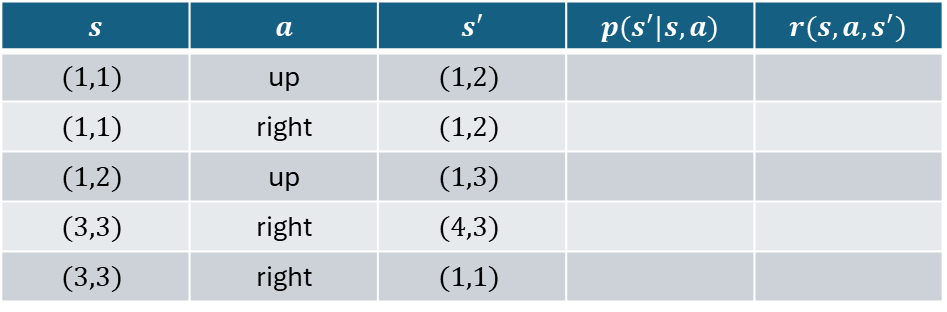 s a s′ p(s′|s,a) r(s,a,s′)
(1,1) up (1,2)
(1,1) right (1,2)
(1,2) up (1,3)
(3,3) right (4,3)
(3,3) right (1,1)